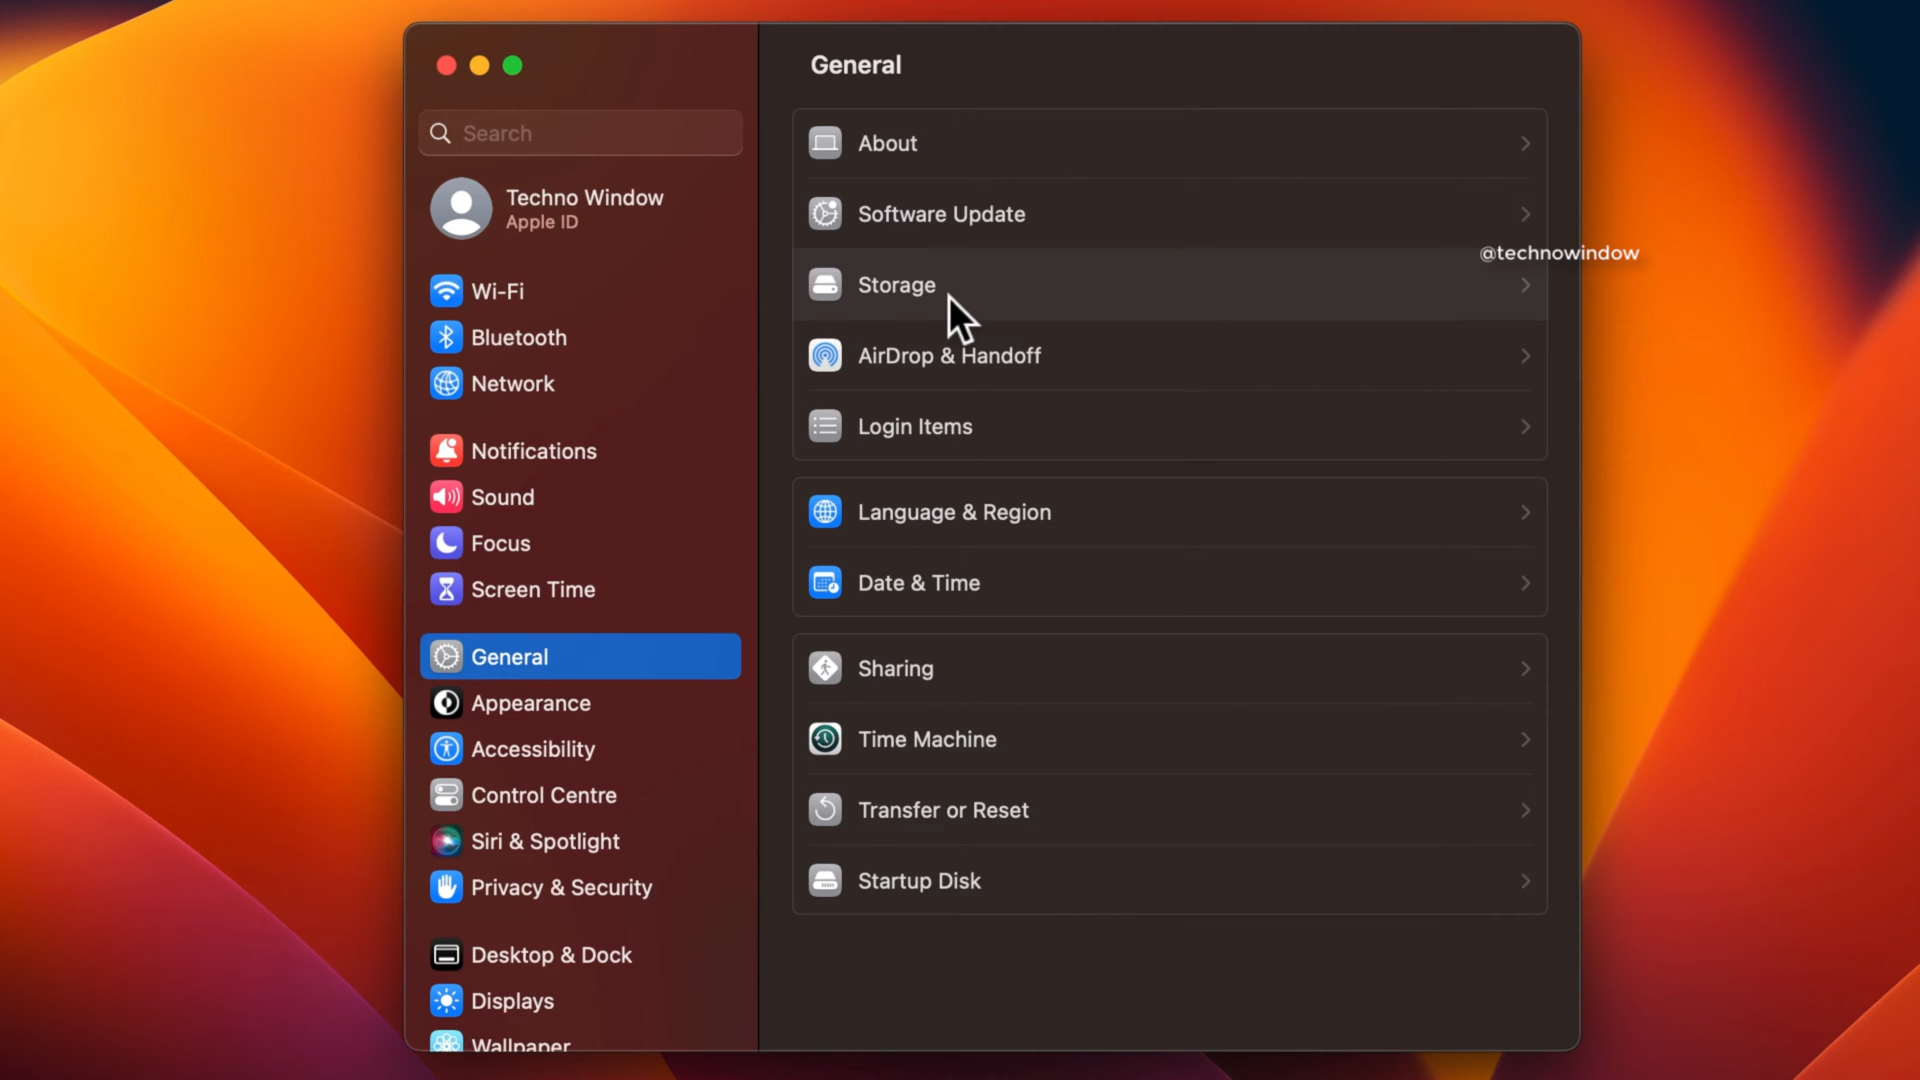 General
Search
Techno Window
Apple ID
Wi-Fi
Bluetooth
Network
Notifications
Sound
Focus
Screen Time
General
Appearance
Accessibility
Control Centre
Siri & Spotlight
Privacy & Security
Desktop & Dock
Displays
Wallpaper
About
Software Update
@technowindow
Storage
AirDrop & Handoff
Login Items
Language & Region
Date & Time
Sharing
Time Machine
Transfer or Reset
Startup Disk